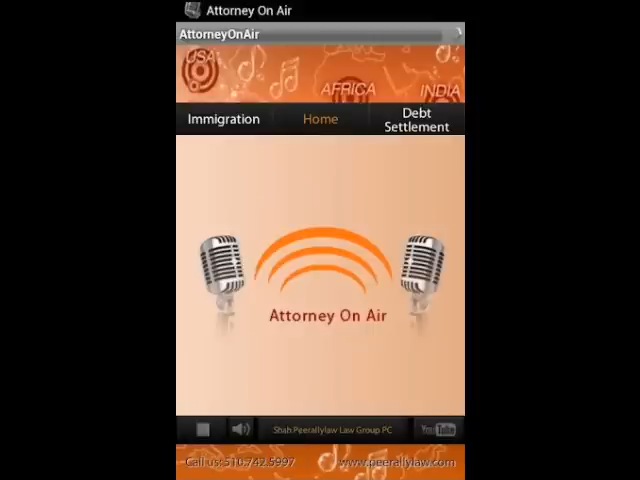 Attorney On Air
AttorneyOnAir
USA
AFRICA
INDIA
Immigration
Home
Debt
Settlement
Attorney On Air
Shah Peerallylaw Law Group PC
YouTube
Call us: 510.742.5997
www.peerallylaw.com